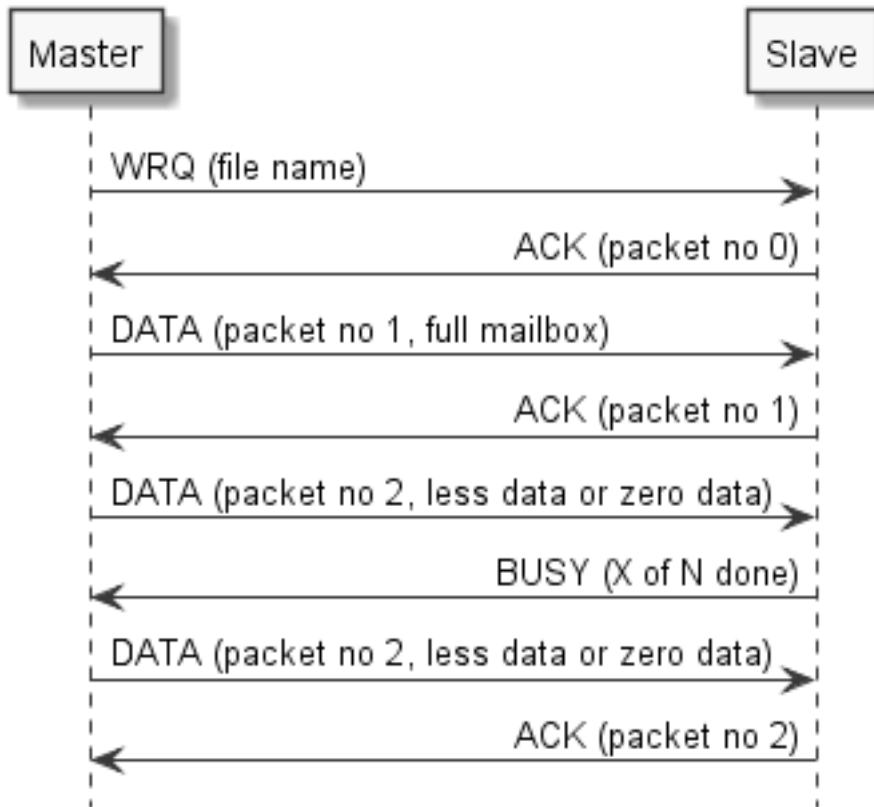 Master
Slave
WRQ (file name)
ACK (packet no 0)
DATA (packet no 1, full mailbox)
ACK (packet no 1)
DATA (packet no 2, less data or zero data)
BUSY (X of N done)
DATA (packet no 2, less data or zero data)
ACK (packet no 2)